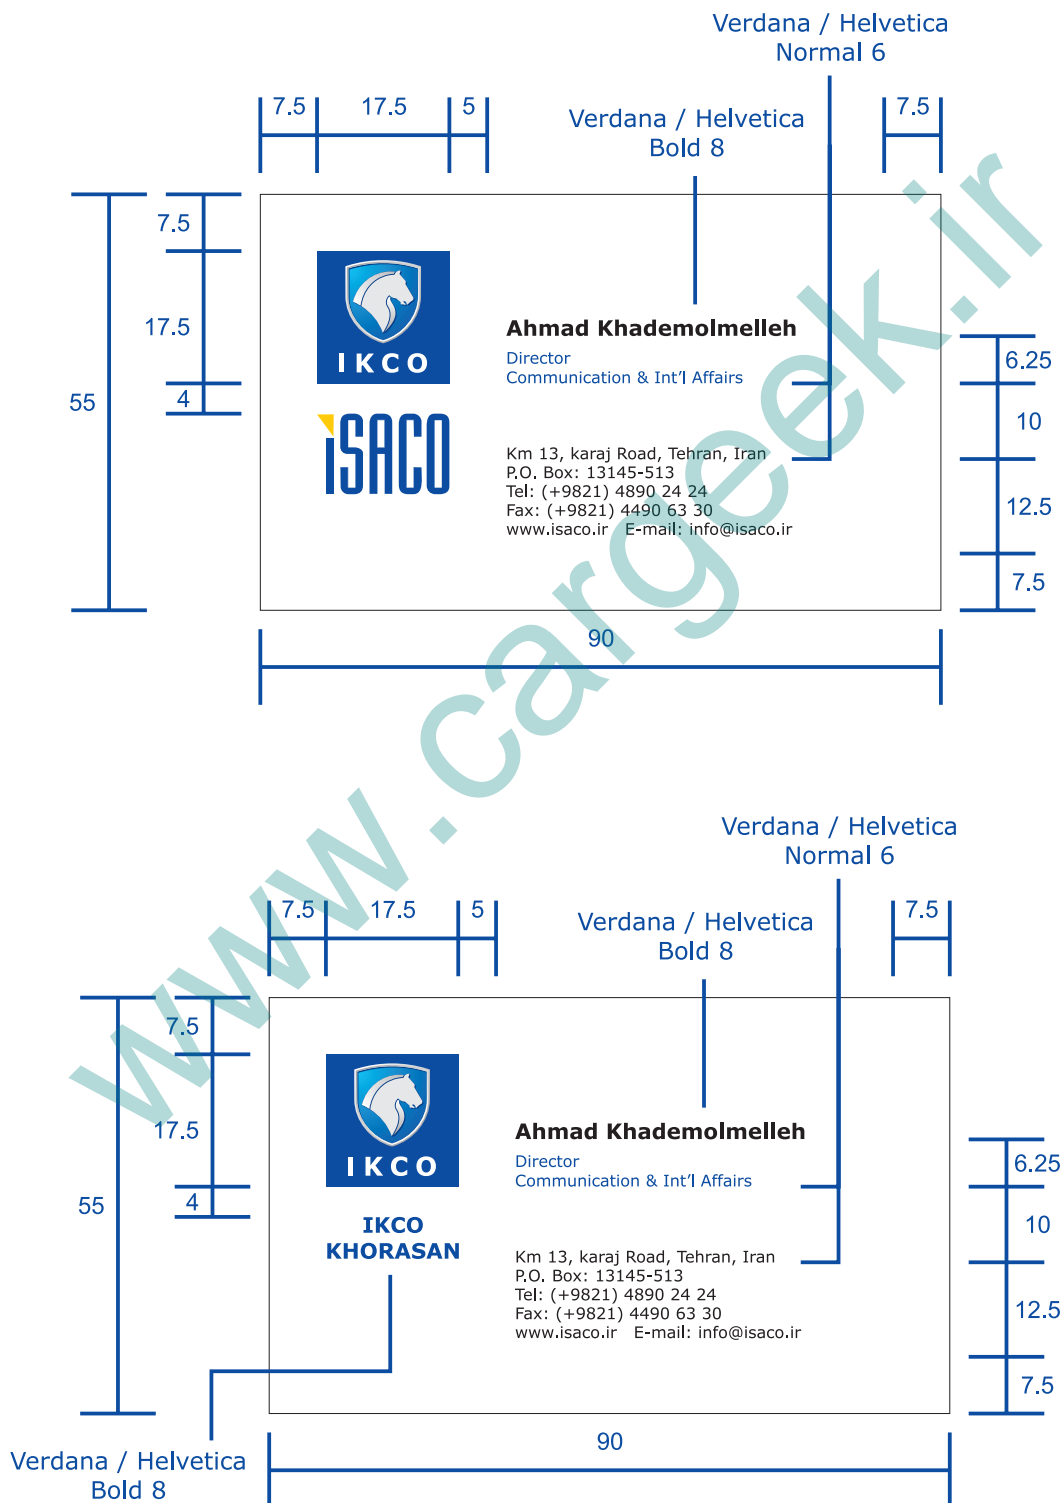 Verdana / Helvetica
Normal 6
7.5 17.5 5 7.5
Verdana / Helvetica
Bold 8
7.5
17.5
4
55
IKCO
iSACO
Ahmad Khademolmelleh
Director
Communication & Int'l Affairs
Km 13, karaj Road, Tehran, Iran
P.O. Box: 13145-513
Tel: (+9821) 4890 24 24
Fax: (+9821) 4490 63 30
www.isaco.ir E-mail: info@isaco.ir
6.25
10
12.5
7.5
90
www.cargeek.ir
Verdana / Helvetica
Normal 6
7.5 17.5 5 7.5
Verdana / Helvetica
Bold 8
7.5
17.5
4
55
IKCO
IKCO
KHORASAN
Ahmad Khademolmelleh
Director
Communication & Int'l Affairs
Km 13, karaj Road, Tehran, Iran
P.O. Box: 13145-513
Tel: (+9821) 4890 24 24
Fax: (+9821) 4490 63 30
www.isaco.ir E-mail: info@isaco.ir
6.25
10
12.5
7.5
90
Verdana / Helvetica
Bold 8